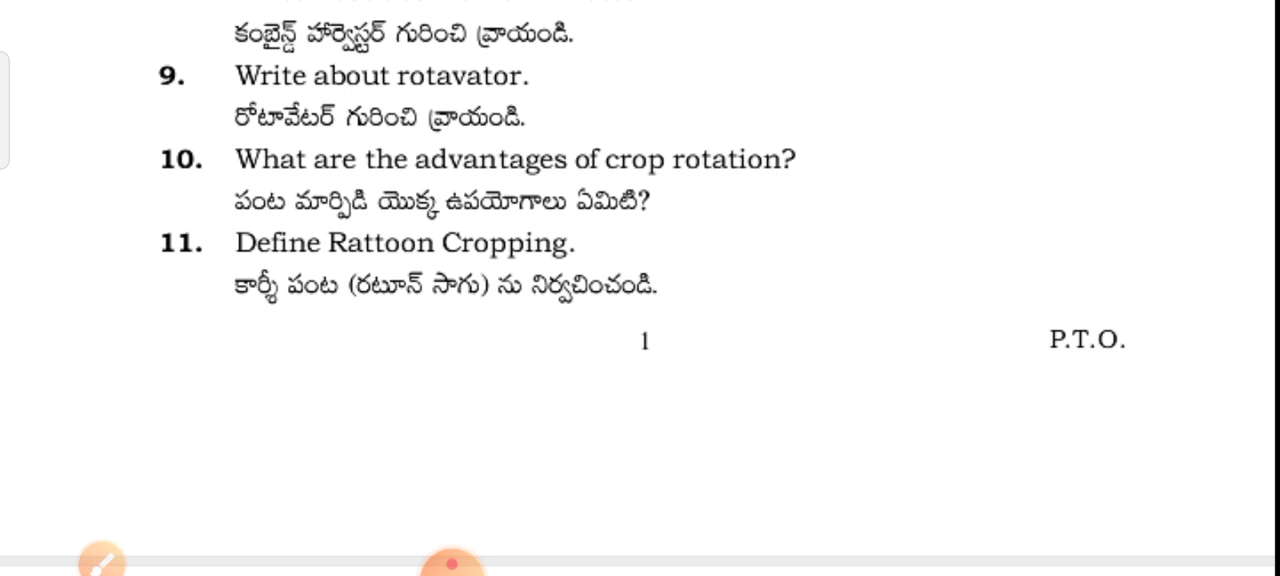 కంబైన్డ్ హార్వెస్టర్ గురించి వ్రాయండి.
9. Write about rotavator.
రోటావేటర్ గురించి వ్రాయండి.
10. What are the advantages of crop rotation?
పంట మార్పిడి యొక్క ఉపయోగాలు ఏమిటి?
11. Define Rattoon Cropping.
కార్శీ పంట (రటూన్ సాగు) ను నిర్వచించండి.
1 P.T.O.